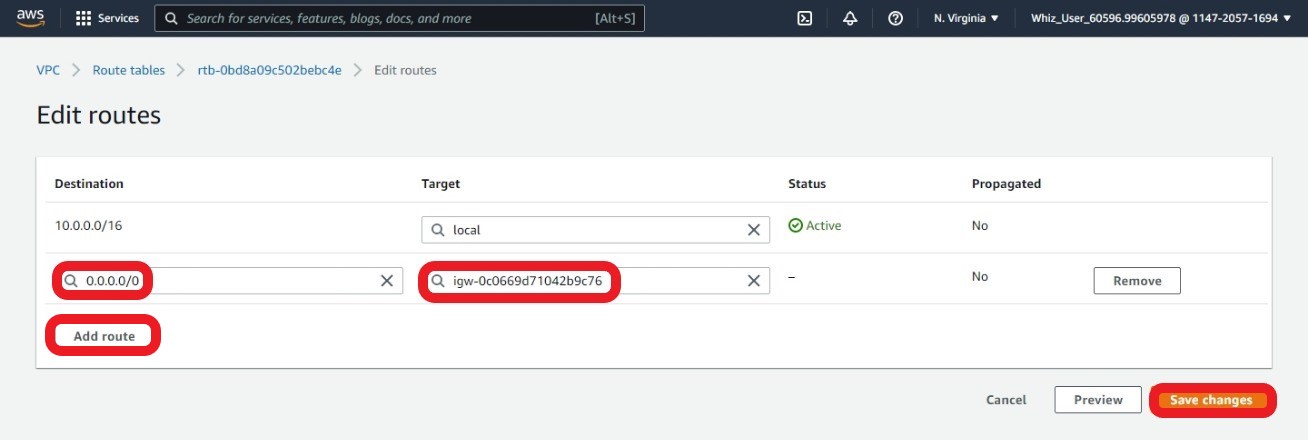 aws Services Search for services, features, blogs, docs, and more [Alt+S] N. Virginia ▼ Whiz_User_60596.99605978 @ 1147-2057-1694 ▼
VPC > Route tables > rtb-0bd8a09c502bebc4e > Edit routes
Edit routes
Destination Target Status Propagated
10.0.0.0/16 local Active No
0.0.0.0/0 igw-0c0669d71042b9c76 – No Remove
Add route
Cancel Preview Save changes